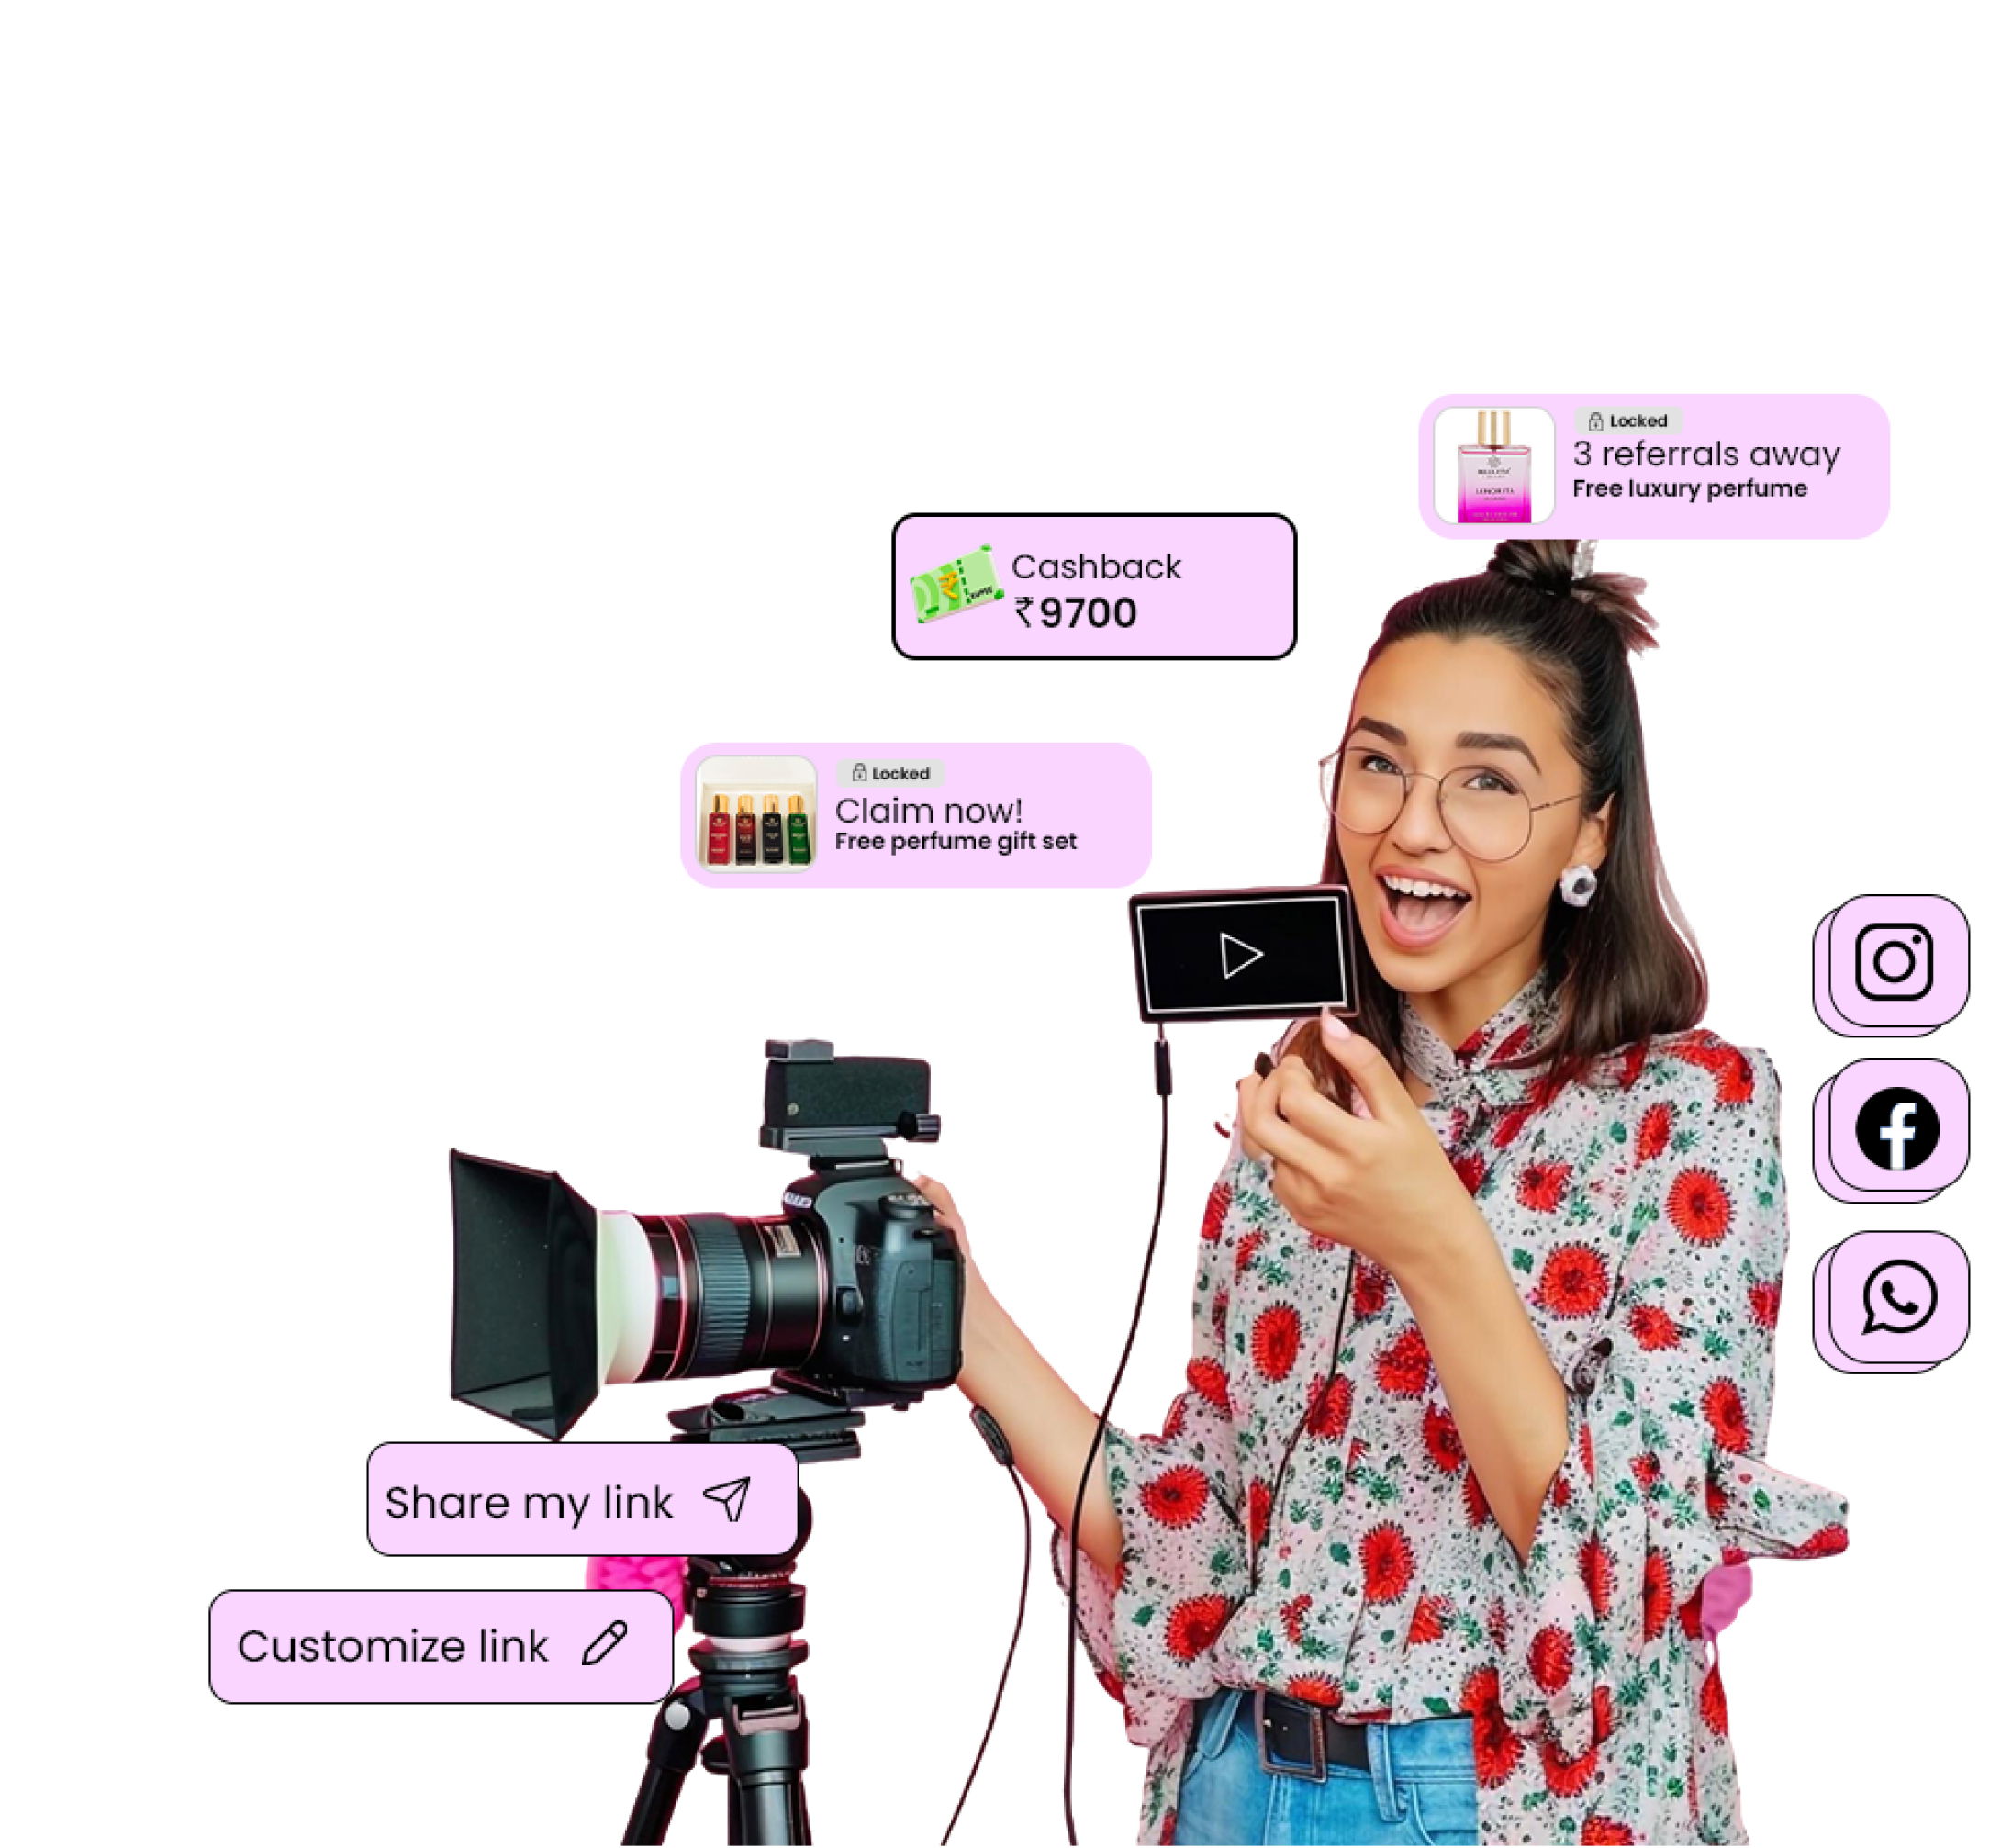 Locked
3 referrals away
Free luxury perfume
Cashback
₹9700
Locked
Claim now!
Free perfume gift set
Share my link
Customize link